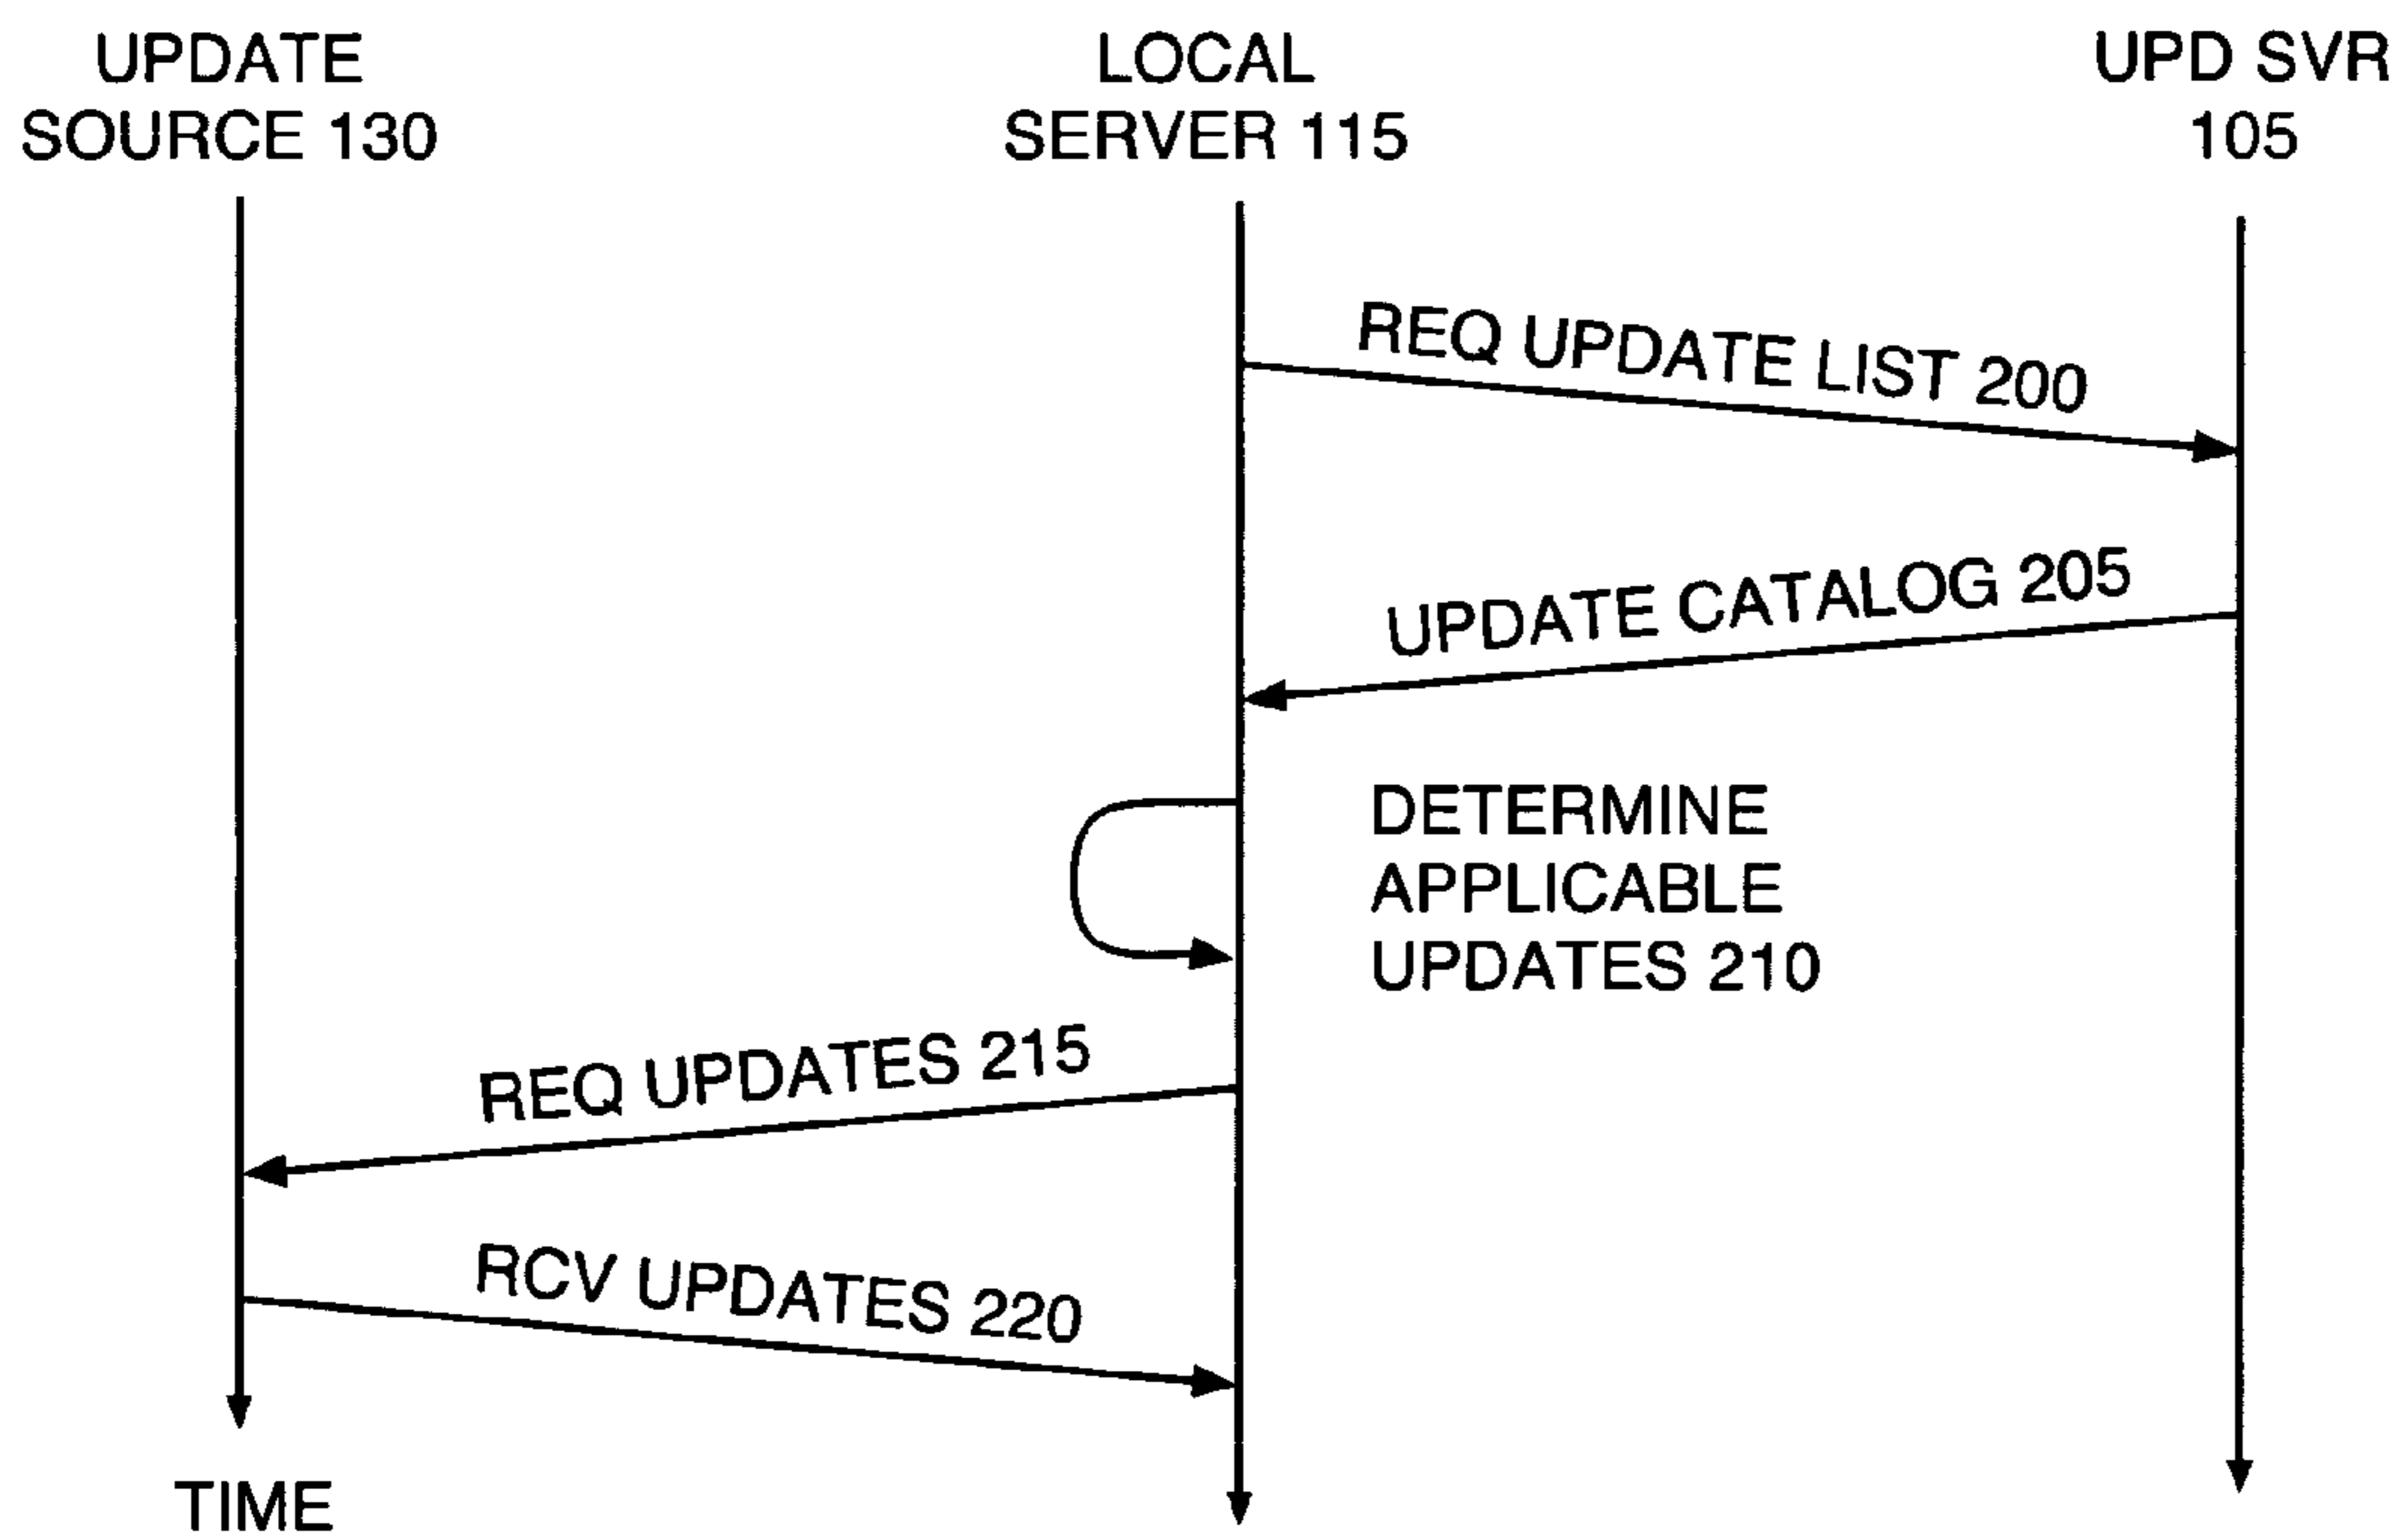 UPDATE
SOURCE 130
LOCAL
SERVER 115
UPD SVR
105
REQ UPDATE LIST 200
UPDATE CATALOG 205
DETERMINE
APPLICABLE
UPDATES 210
REQ UPDATES 215
RCV UPDATES 220
TIME